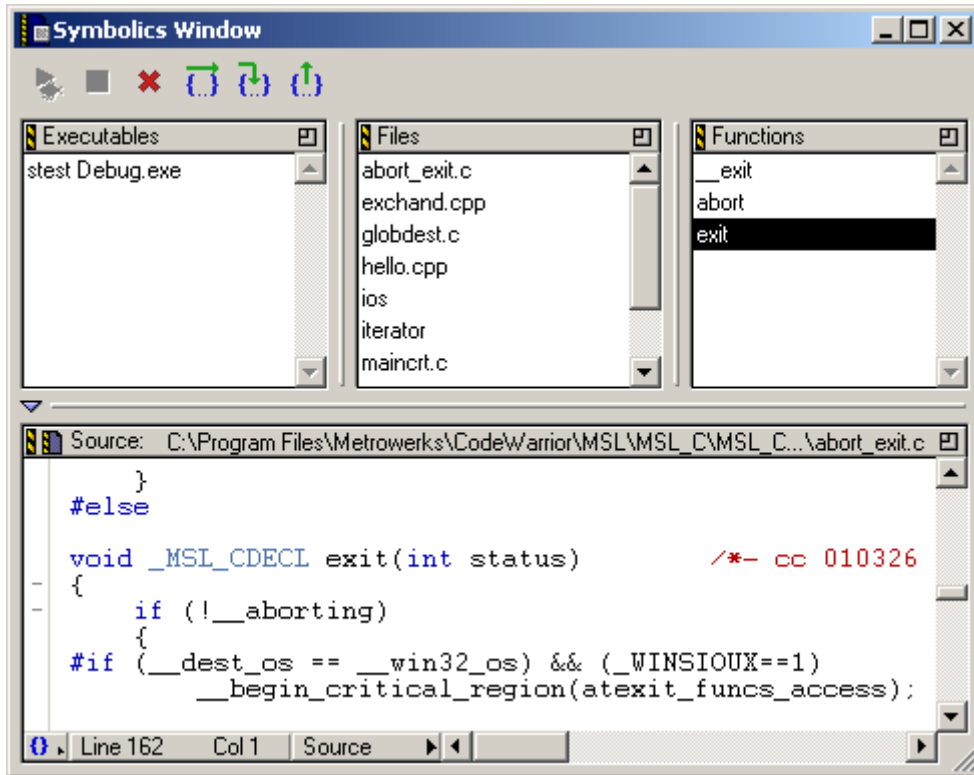 Symbolics Window
Executables
stest Debug.exe
Files
abort_exit.c
exchand.cpp
globdest.c
hello.cpp
ios
iterator
maincrt.c
Functions
__exit
abort
exit
Source: C:\Program Files\Metrowerks\CodeWarrior\MSL\MSL_C\MSL_C...\abort_exit.c
}
#else
void _MSL_CDECL exit(int status) /*- cc 010326
{
if (!__aborting)
{
#if (__dest_os == __win32_os) && (_WINSIOUX==1)
__begin_critical_region(atexit_funcs_access);
Line 162 Col 1 Source